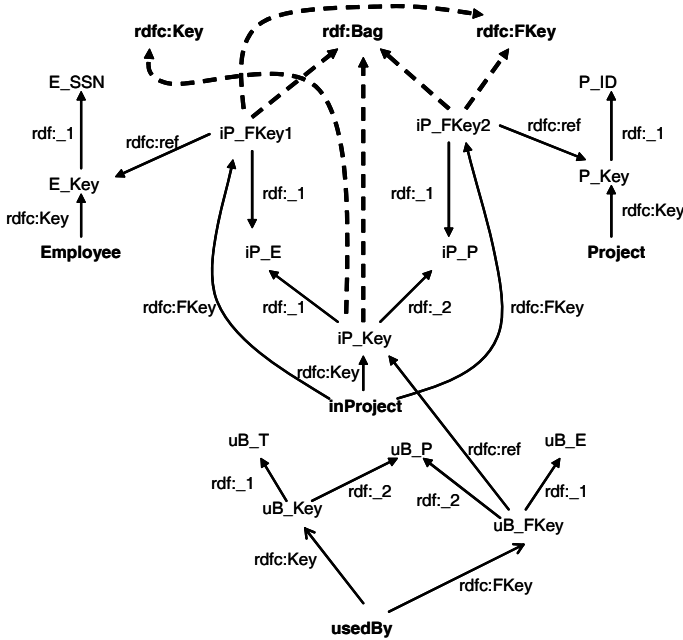 rdfc:Key rdf:Bag rdfc:FKey
E_SSN P_ID
rdf:_1 rdfc:ref iP_FKey1 iP_FKey2 rdfc:ref rdf:_1
E_Key rdf:_1 rdf:_1 P_Key
rdfc:Key rdfc:Key
Employee iP_E iP_P Project
rdfc:FKey rdf:_1 rdf:_2 rdfc:FKey
iP_Key
rdfc:Key
inProject
uB_T uB_P rdfc:ref uB_E
rdf:_1 rdf:_2 rdf:_2 rdf:_1
uB_Key uB_FKey
rdfc:Key rdfc:FKey
usedBy